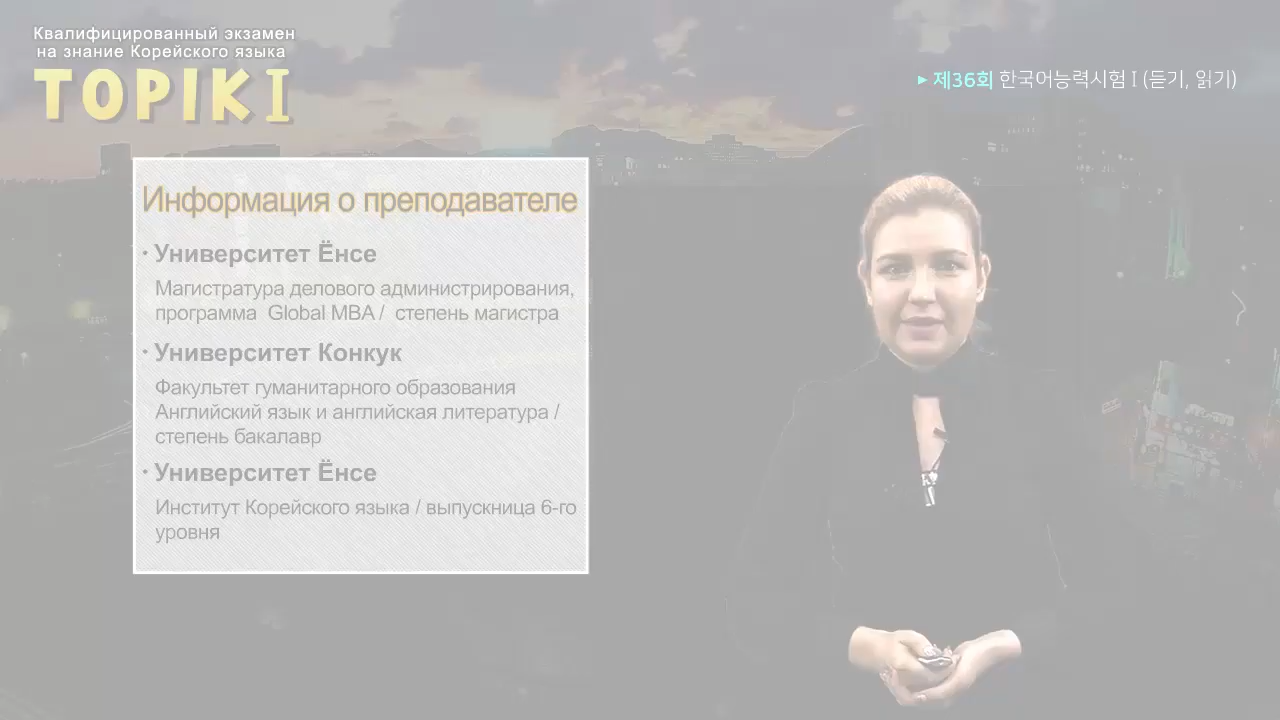 Квалифицированный экзамен
на знание Корейского языка
TOPIK I
▸ 제36회 한국어능력시험 I (듣기, 읽기)
Информация о преподавателе
· Университет Ёнсе
Магистратура делового администрирования,
программа Global MBA / степень магистра
· Университет Конкук
Факультет гуманитарного образования
Английский язык и английская литература /
степень бакалавр
· Университет Ёнсе
Институт Корейского языка / выпускница 6-го
уровня